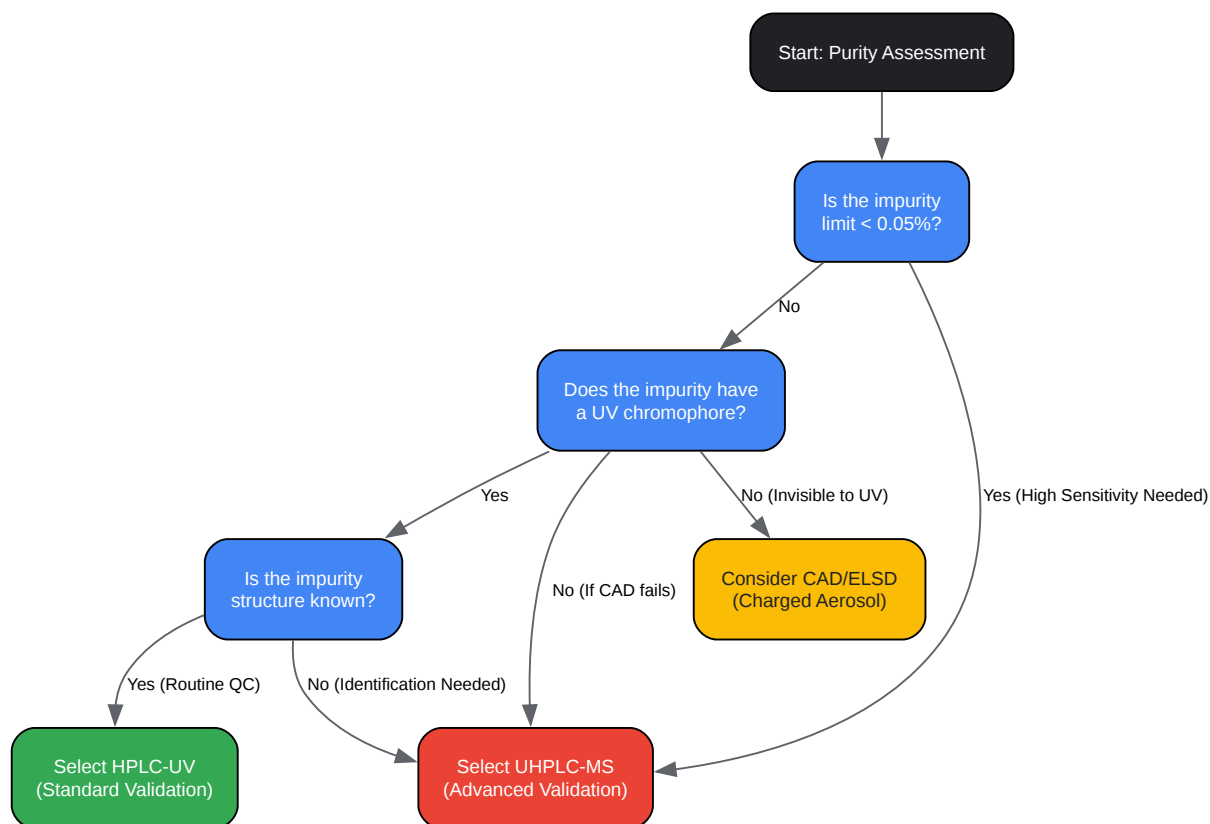 Start: Purity Assessment
Is the impurity
limit < 0.05%?
No
Does the impurity have
a UV chromophore?
Yes
No (Invisible to UV)
Yes (High Sensitivity Needed)
Is the impurity
structure known?
No (If CAD fails)
Consider CAD/ELSD
(Charged Aerosol)
Yes (Routine QC)
No (Identification Needed)
Select HPLC-UV
(Standard Validation)
Select UHPLC-MS
(Advanced Validation)